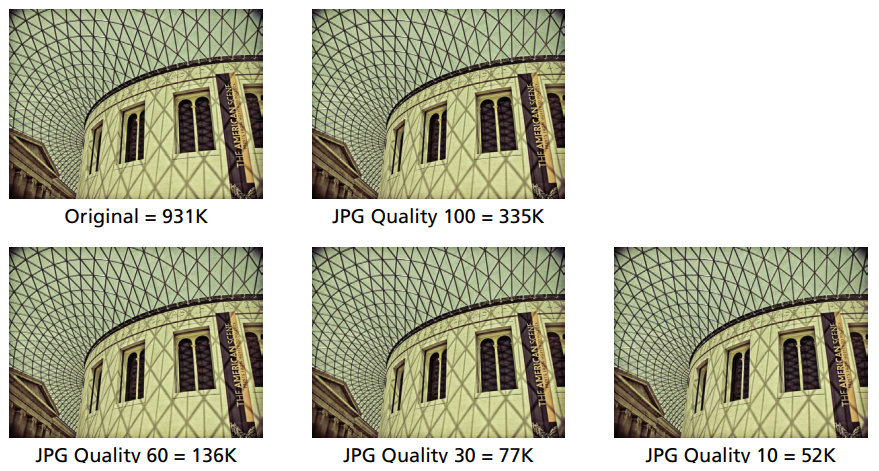 THE AMERICAN SCENE
THE AMERICAN SCENE
Original = 931K
JPG Quality 100 = 335K
THE AMERICAN SCENE
THE AMERICAN SCENE
THE AMERICAN SCENE
JPG Quality 60 = 136K
JPG Quality 30 = 77K
JPG Quality 10 = 52K